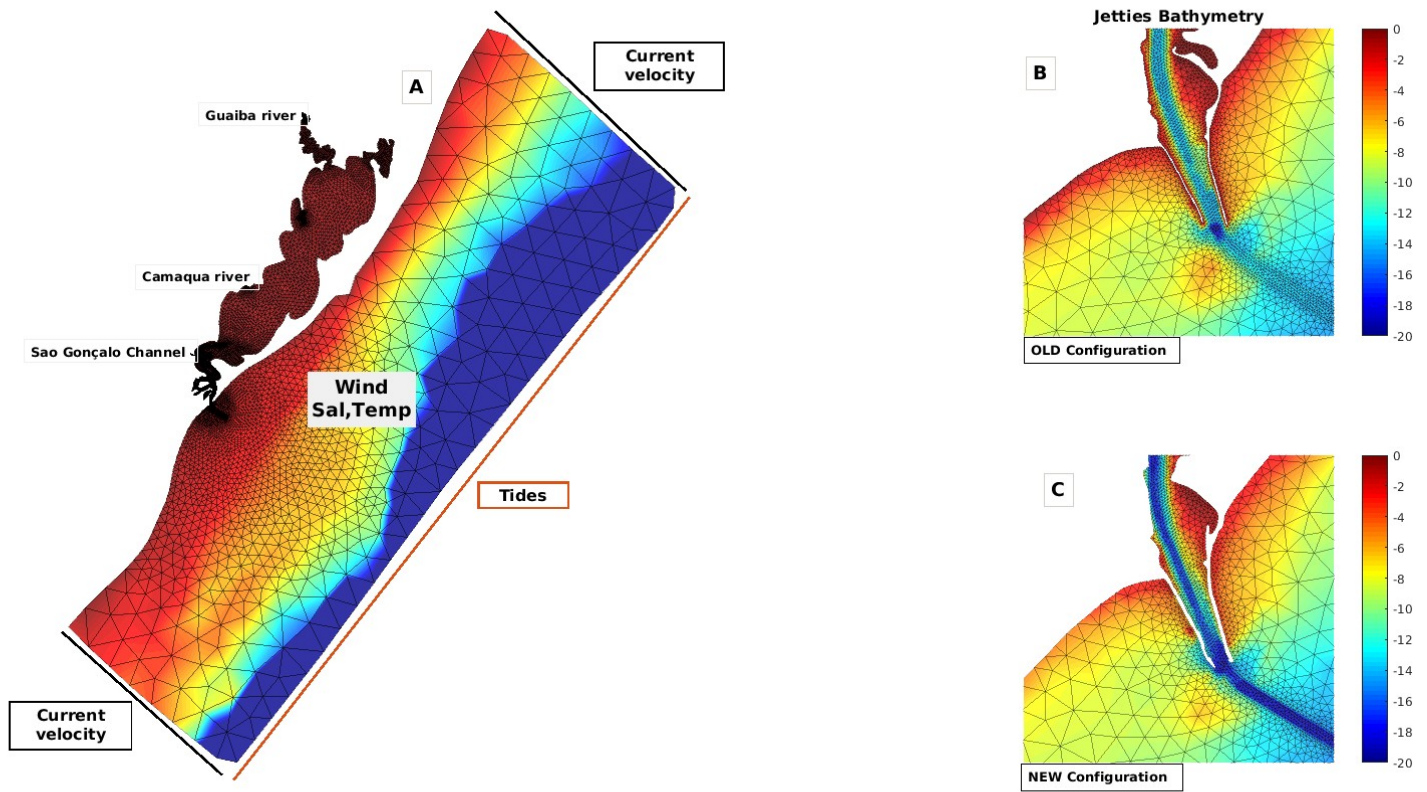 A
Current
velocity
Guaiba river
Camaqua river
Sao Gonçalo Channel
Wind
Sal,Temp
Tides
Current
velocity
Jetties Bathymetry
B
0
-2
-4
-6
-8
-10
-12
-14
-16
-18
-20
OLD Configuration
C
0
-2
-4
-6
-8
-10
-12
-14
-16
-18
-20
NEW Configuration